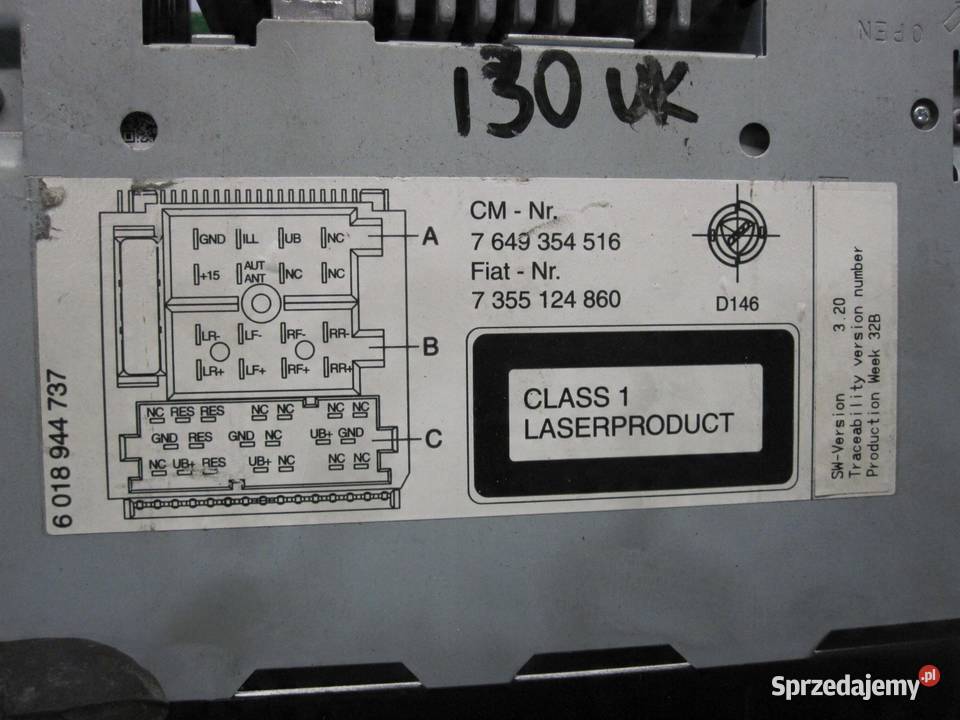 OPEN
130 UK
GND ILL UB NC
A
+15 AUT ANT NC NC
LR- LF- RF- RR-
B
LR+ LF+ RF+ RR+
NC RES RES NC NC NC NC
GND RES GND NC UB+ GND
C
NC UB+ RES UB+ NC NC NC
6 018 944 737
CM - Nr.
7 649 354 516
Fiat - Nr.
7 355 124 860
D146
CLASS 1
LASERPRODUCT
SW-Version 3.20
Traceability version number
Production Week 32B
Sprzedajemy.pl